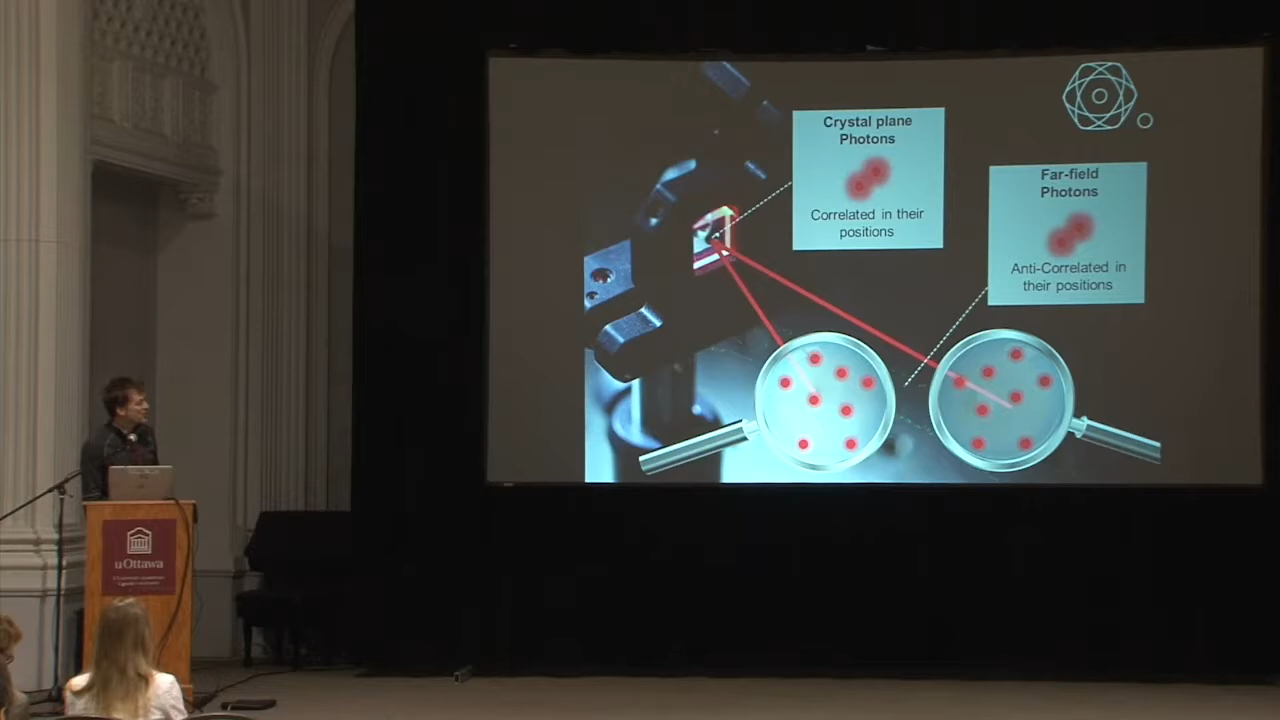 Crystal plane
Photons
Correlated in their
positions
Far-field
Photons
Anti-Correlated in
their positions
uOttawa